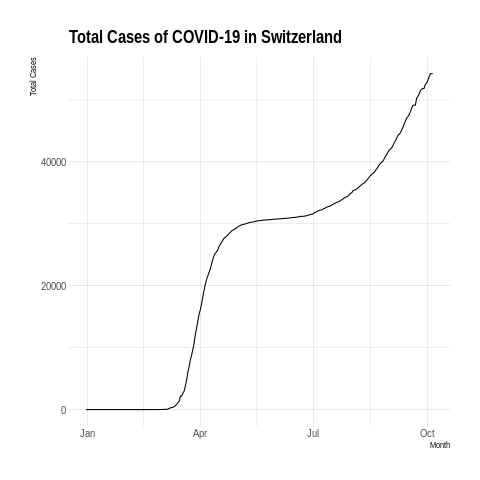 Total Cases of COVID-19 in Switzerland
Total Cases
40000
20000
0
Jan Apr Jul Oct
Month